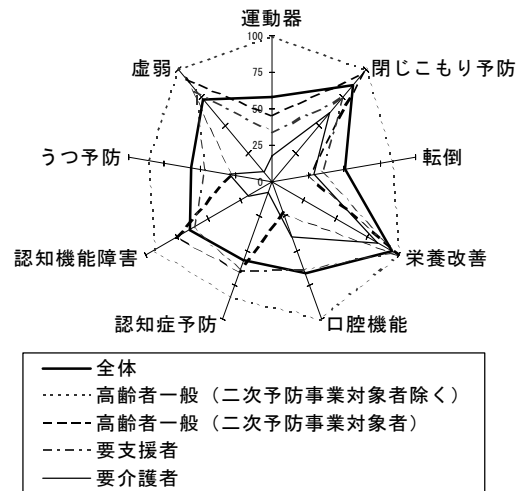 運動器
100
75
50
25
0
閉じこもり予防
転倒
栄養改善
口腔機能
認知症予防
認知機能障害
うつ予防
虚弱
全体
高齢者一般（二次予防事業対象者除く）
高齢者一般（二次予防事業対象者）
要支援者
要介護者